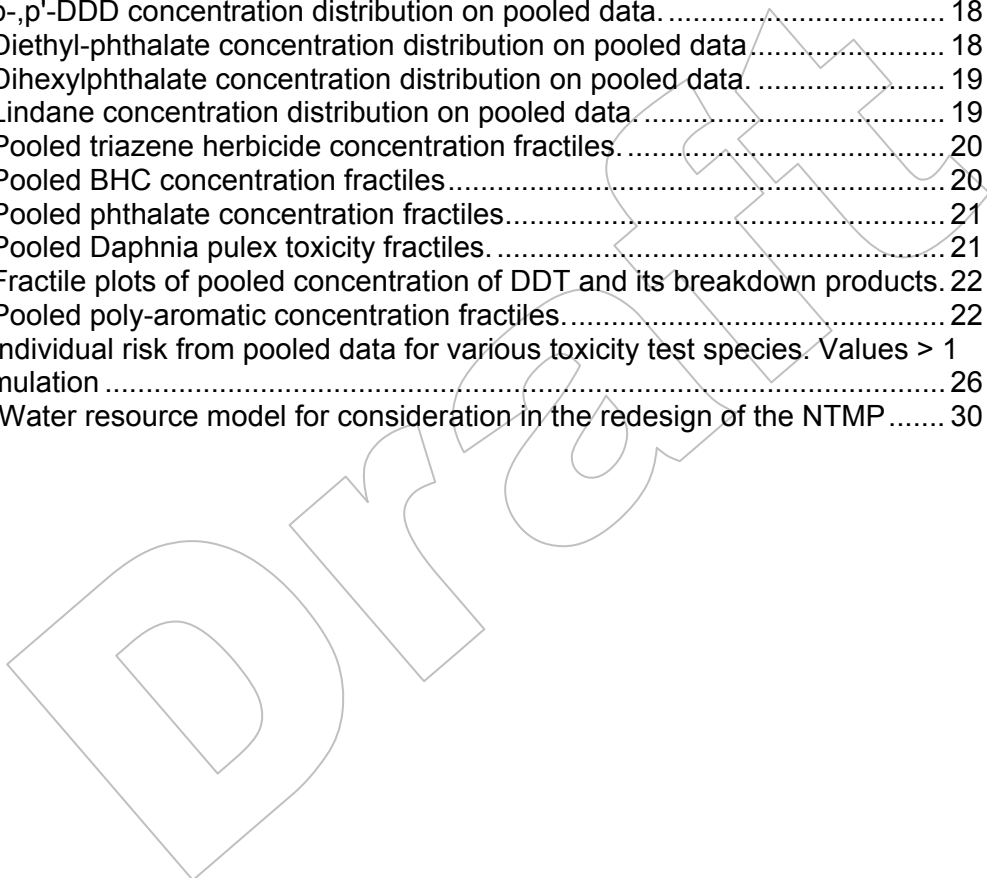 -,p'-DDD concentration distribution on pooled data. ................................ 18
Diethyl-phthalate concentration distribution on pooled data ....................... 18
Dihexylphthalate concentration distribution on pooled data. ...................... 19
Lindane concentration distribution on pooled data. .................................... 19
Pooled triazene herbicide concentration fractiles. ...................................... 20
Pooled BHC concentration fractiles ............................................................ 20
Pooled phthalate concentration fractiles..................................................... 21
Pooled Daphnia pulex toxicity fractiles. ...................................................... 21
Fractile plots of pooled concentration of DDT and its breakdown products. 22
Pooled poly-aromatic concentration fractiles.............................................. 22
ndividual risk from pooled data for various toxicity test species. Values > 1
mulation ..................................................................................................... 26
Water resource model for consideration in the redesign of the NTMP ....... 30
Draft